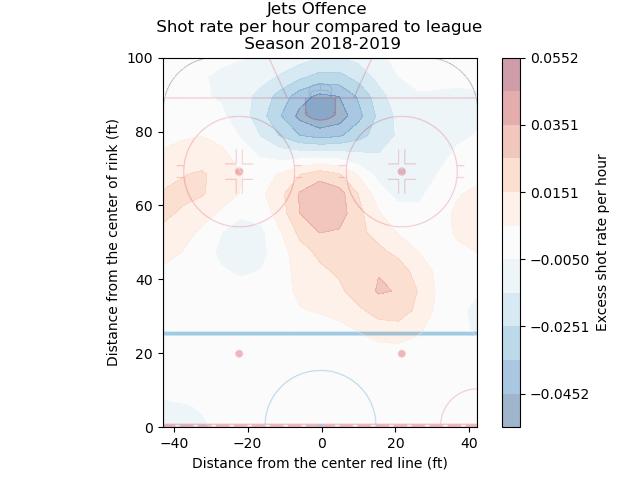 Jets Offence
Shot rate per hour compared to league
Season 2018-2019
100
80
60
40
20
0
−40
−20
0
20
40
Distance from the center of rink (ft)
Distance from the center red line (ft)
0.0552
0.0351
0.0151
−0.0050
−0.0251
−0.0452
Excess shot rate per hour